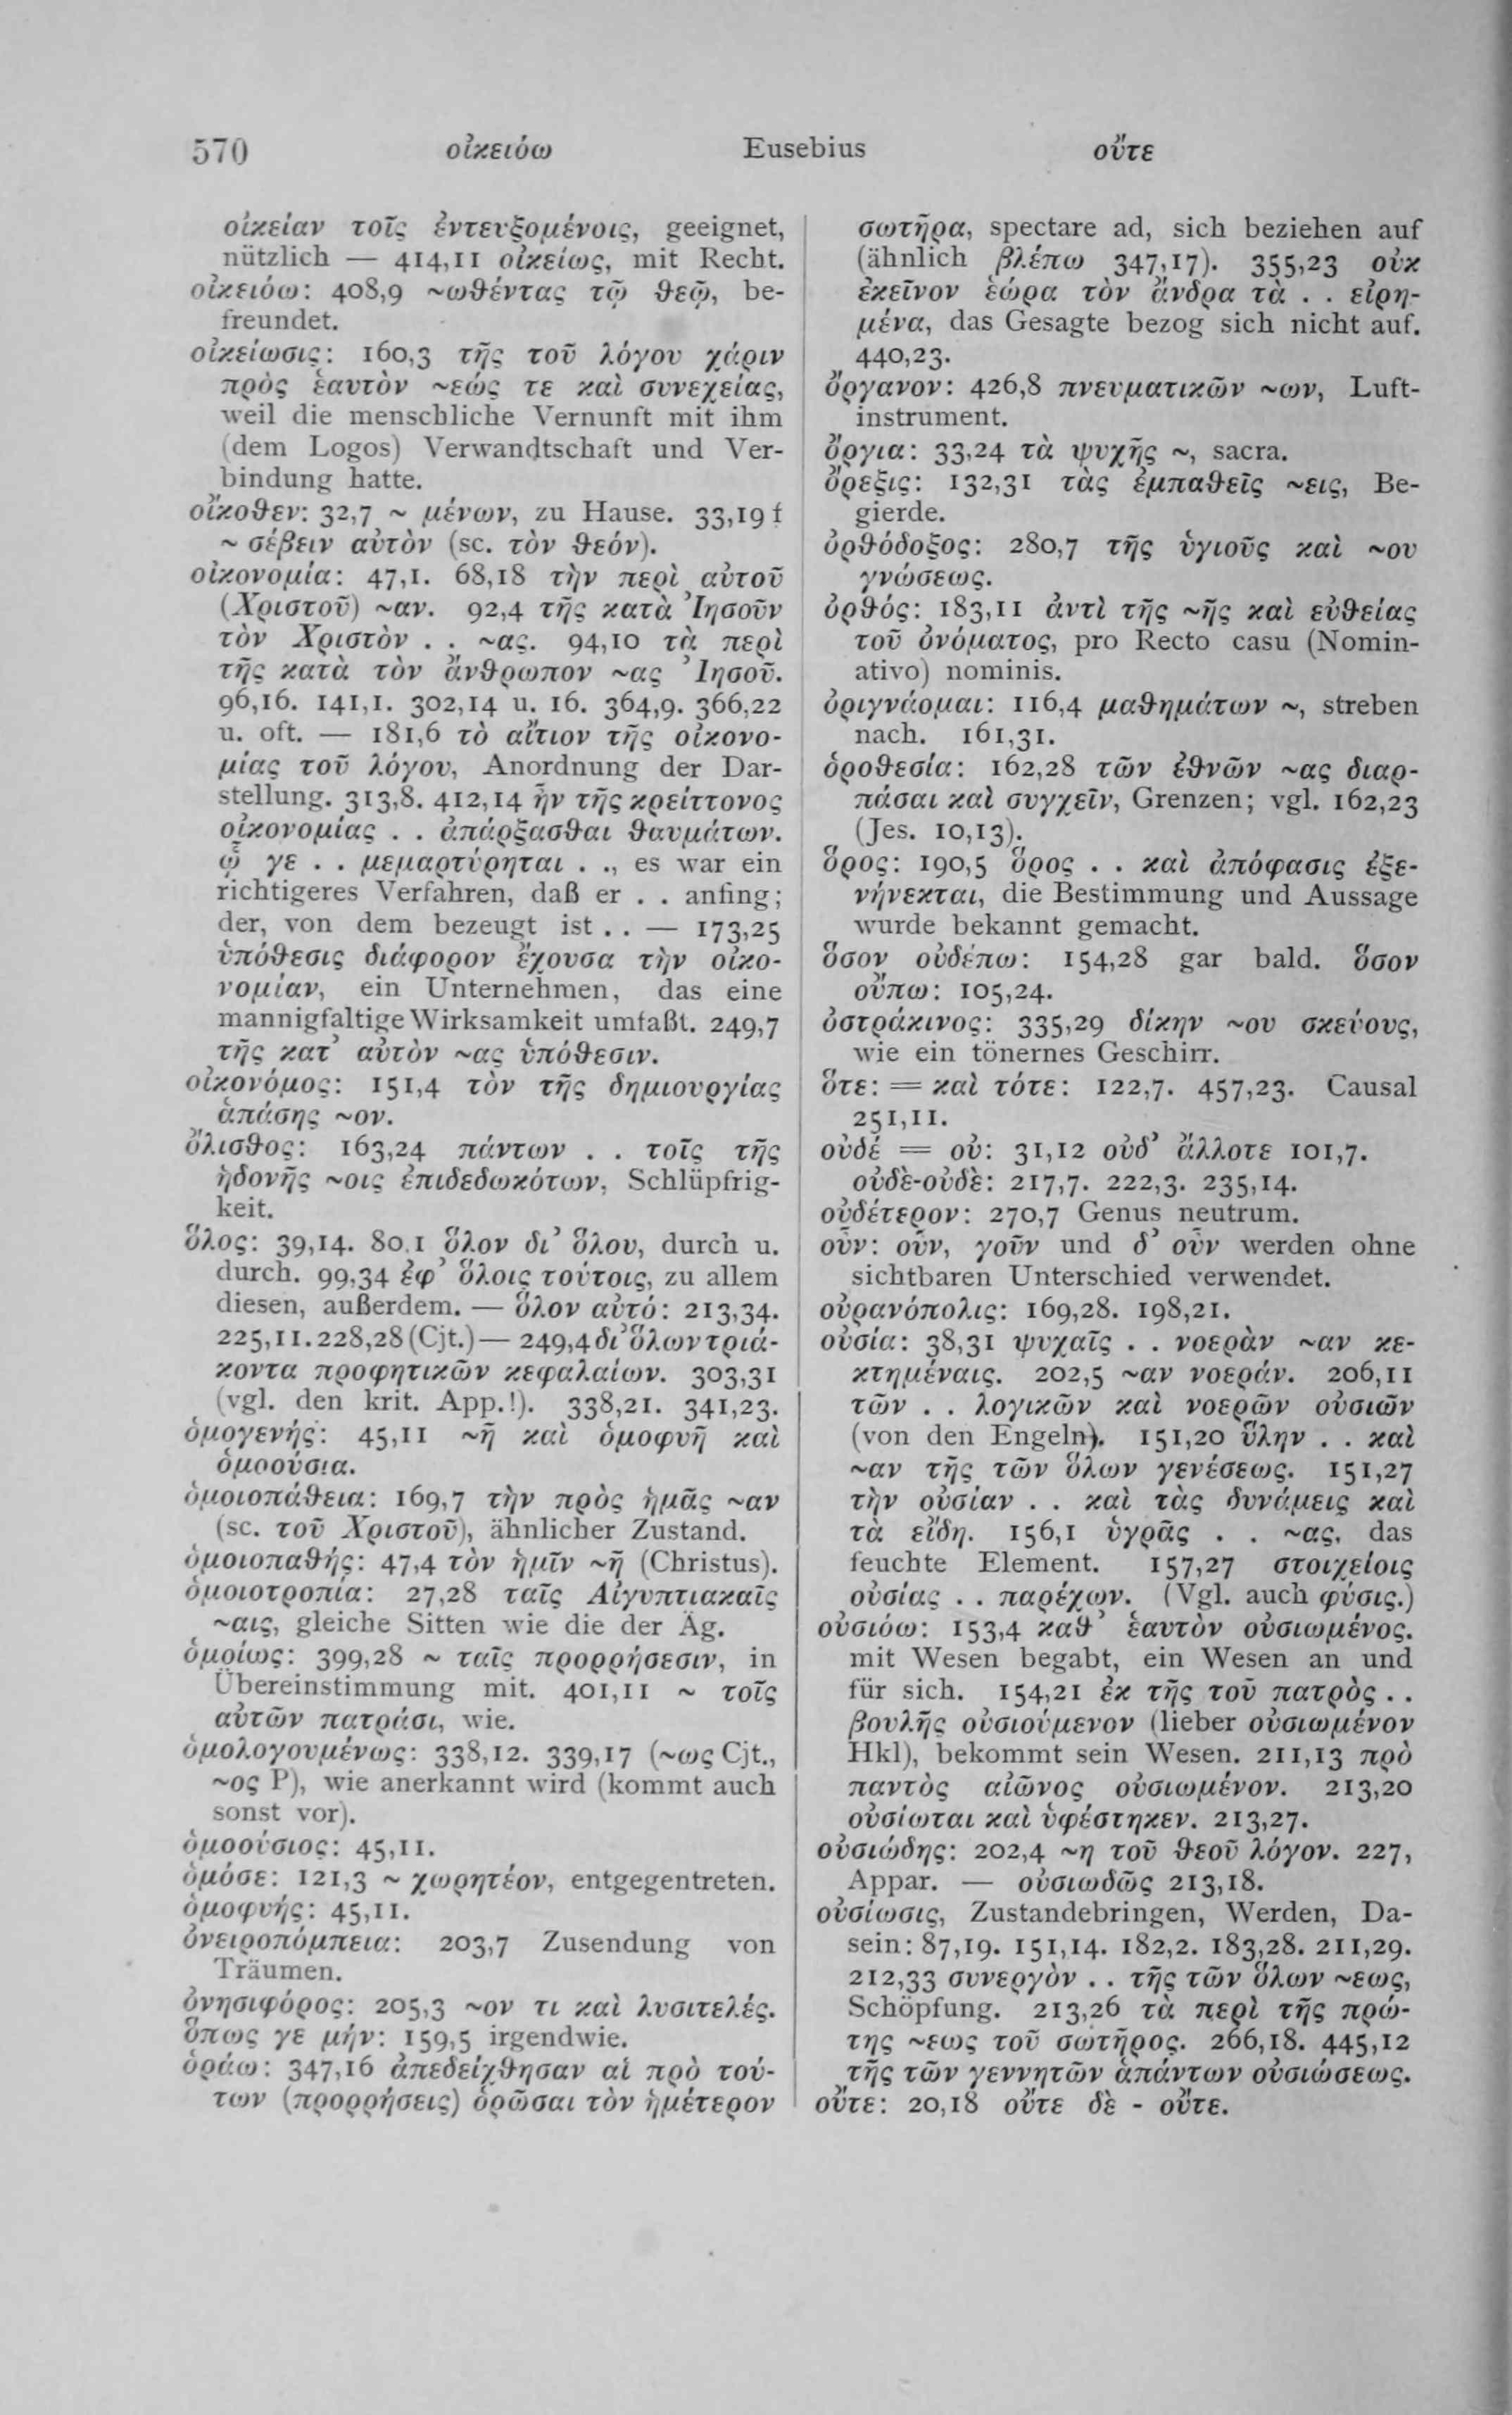 570 οἰκειόω Eusebius οὔτε
οἰκείαν τοῖς ἐντευξομένοις, geeignet,
nützlich — 414,11 οἰκείως, mit Recht.
οἰκειόω: 408,9 ~ωθέντας τῷ θεῷ, be-
freundet.
οἰκείωσις: 160,3 τῆς τοῦ λόγου χάριν
πρὸς ἑαυτὸν ~εώς τε καὶ συνεχείας,
weil die menschliche Vernunft mit ihm
(dem Logos) Verwandtschaft und Ver-
bindung hatte.
οἴκοθεν: 32,7 ~ μένων, zu Hause. 33,19 f
~ σέβειν αὐτὸν (sc. τὸν θεόν).
οἰκονομία: 47,1. 68,18 τὴν περὶ αὐτοῦ
(Χριστοῦ) ~αν. 92,4 τῆς κατὰ Ἰησοῦν
τὸν Χριστὸν . . ~ας. 94,10 τὰ περὶ
τῆς κατὰ τὸν ἄνθρωπον ~ας Ἰησοῦ.
96,16. 141,1. 302,14 u. 16. 364,9. 366,22
u. oft. — 181,6 τὸ αἴτιον τῆς οἰκονο-
μίας τοῦ λόγου, Anordnung der Dar-
stellung. 313,8. 412,14 ἦν τῆς κρείττονος
οἰκονομίας . . ἀπάρξασθαι θαυμάτων.
ᾧ γε . . μεμαρτύρηται . ., es war ein
richtigeres Verfahren, daß er . . anfing;
der, von dem bezeugt ist . . — 173,25
ὑπόθεσις διάφορον ἔχουσα τὴν οἰκο-
νομίαν, ein Unternehmen, das eine
mannigfaltige Wirksamkeit umfaßt. 249,7
τῆς κατ᾽ αὐτὸν ~ας ὑπόθεσιν.
οἰκονόμος: 151,4 τὸν τῆς δημιουργίας
ἁπάσης ~ον.
ὄλισθος: 163,24 πάντων . . τοῖς τῆς
ἡδονῆς ~οις ἐπιδεδωκότων, Schlüpfrig-
keit.
ὅλος: 39,14. 80,1 ὅλον δι᾽ ὅλου, durch u.
durch. 99,34 ἐφ᾽ ὅλοις τούτοις, zu allem
diesen, außerdem. — ὅλον αὐτό: 213,34.
225,11. 228,28 (Cjt.) — 249,4 δι᾽ ὅλων τριά-
κοντα προφητικῶν κεφαλαίων. 303,31
(vgl. den krit. App.!). 338,21. 341,23.
ὁμογενής: 45,11 ~ῆ καὶ ὁμοφυῆ καὶ
ὁμοούσια.
ὁμοιοπάθεια: 169,7 τὴν πρὸς ἡμᾶς ~αν
(sc. τοῦ Χριστοῦ), ähnlicher Zustand.
ὁμοιοπαθής: 47,4 τὸν ἡμῖν ~ῆ (Christus).
ὁμοιοτροπία: 27,28 ταῖς Αἰγυπτιακαῖς
~αις, gleiche Sitten wie die der Äg.
ὁμοίως: 399,28 ~ ταῖς προρρήσεσιν, in
Übereinstimmung mit. 401,11 ~ τοῖς
αὐτῶν πατράσι, wie.
ὁμολογουμένως: 338,12. 339,17 (~ως Cjt.,
~ος P), wie anerkannt wird (kommt auch
sonst vor).
ὁμοούσιος: 45,11.
ὁμόσε: 121,3 ~ χωρητέον, entgegentreten.
ὁμοφυής: 45,11.
ὀνειροπόμπεια: 203,7 Zusendung von
Träumen.
ὀνησιφόρος: 205,3 ~ον τι καὶ λυσιτελές.
ὅπως γε μήν: 159,5 irgendwie.
ὁράω: 347,16 ἀπεδείχθησαν αἱ πρὸ τού-
των (προρρήσεις) ὁρῶσαι τὸν ἡμέτερον
σωτῆρα, spectare ad, sich beziehen auf
(ähnlich βλέπω 347,17). 355,23 οὐκ
ἐκεῖνον ἑώρα τὸν ἄνδρα τὰ . . εἰρη-
μένα, das Gesagte bezog sich nicht auf.
440,23.
ὄργανον: 426,8 πνευματικῶν ~ων, Luft-
instrument.
ὄργια: 33,24 τὰ ψυχῆς ~, sacra.
ὄρεξις: 132,31 τὰς ἐμπαθεῖς ~εις, Be-
gierde.
ὀρθόδοξος: 280,7 τῆς ὑγιοῦς καὶ ~ου
γνώσεως.
ὀρθός: 183,11 ἀντὶ τῆς ~ῆς καὶ εὐθείας
τοῦ ὀνόματος, pro Recto casu (Nomin-
ativo) nominis.
ὀριγνάομαι: 116,4 μαθημάτων ~, streben
nach. 161,31.
ὁροθεσία: 162,28 τῶν ἐθνῶν ~ας διαρ-
πάσαι καὶ συγχεῖν, Grenzen; vgl. 162,23
(Jes. 10,13).
ὅρος: 190,5 ὅρος . . καὶ ἀπόφασις ἐξε-
νήνεκται, die Bestimmung und Aussage
wurde bekannt gemacht.
ὅσον οὐδέπω: 154,28 gar bald. ὅσον
οὔπω: 105,24.
ὀστράκινος: 335,29 δίκην ~ου σκεύους,
wie ein tönernes Geschirr.
ὅτε: = καὶ τότε: 122,7. 457,23. Causal
251,11.
οὐδέ = οὐ: 31,12 οὐδ᾽ ἄλλοτε 101,7.
οὐδὲ-οὐδὲ: 217,7. 222,3. 235,14.
οὐδέτερον: 270,7 Genus neutrum.
οὖν: οὖν, γοῦν und δ᾽ οὖν werden ohne
sichtbaren Unterschied verwendet.
οὐρανόπολις: 169,28. 198,21.
οὐσία: 38,31 ψυχαῖς . . νοερὰν ~αν κε-
κτημέναις. 202,5 ~αν νοεράν. 206,11
τῶν . . λογικῶν καὶ νοερῶν οὐσιῶν
(von den Engeln). 151,20 ὕλην . . καὶ
~αν τῆς τῶν ὅλων γενέσεως. 151,27
τὴν οὐσίαν . . καὶ τὰς δυνάμεις καὶ
τὰ εἴδη. 156,1 ὑγρᾶς . . ~ας, das
feuchte Element. 157,27 στοιχείοις
οὐσίας . . παρέχων. (Vgl. auch φύσις.)
οὐσιόω: 153,4 καθ᾽ ἑαυτὸν οὐσιωμένος.
mit Wesen begabt, ein Wesen an und
für sich. 154,21 ἐκ τῆς τοῦ πατρὸς . .
βουλῆς οὐσιούμενον (lieber οὐσιωμένον
Hkl), bekommt sein Wesen. 211,13 πρὸ
παντὸς αἰῶνος οὐσιωμένον. 213,20
οὐσίωται καὶ ὑφέστηκεν. 213,27.
οὐσιώδης: 202,4 ~η τοῦ θεοῦ λόγον. 227,
Appar. — οὐσιωδῶς 213,18.
οὐσίωσις, Zustandebringen, Werden, Da-
sein: 87,19. 151,14. 182,2. 183,28. 211,29.
212,33 συνεργὸν . . τῆς τῶν ὅλων ~εως,
Schöpfung. 213,26 τὰ περὶ τῆς πρώ-
της ~εως τοῦ σωτῆρος. 266,18. 445,12
τῆς τῶν γεννητῶν ἁπάντων οὐσιώσεως.
οὔτε: 20,18 οὔτε δὲ - οὔτε.